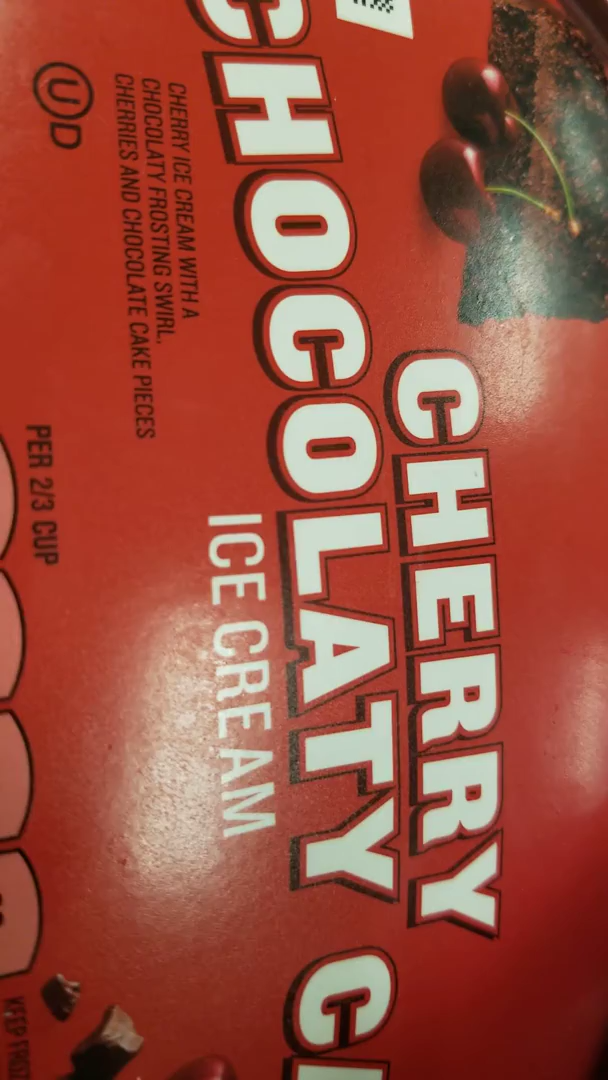 CHERRY
CHOCOLATY C
ICE CREAM
CHERRY ICE CREAM WITH A
CHOCOLATY FROSTING SWIRL,
CHERRIES AND CHOCOLATE CAKE PIECES
U D
PER 2/3 CUP
KEEP